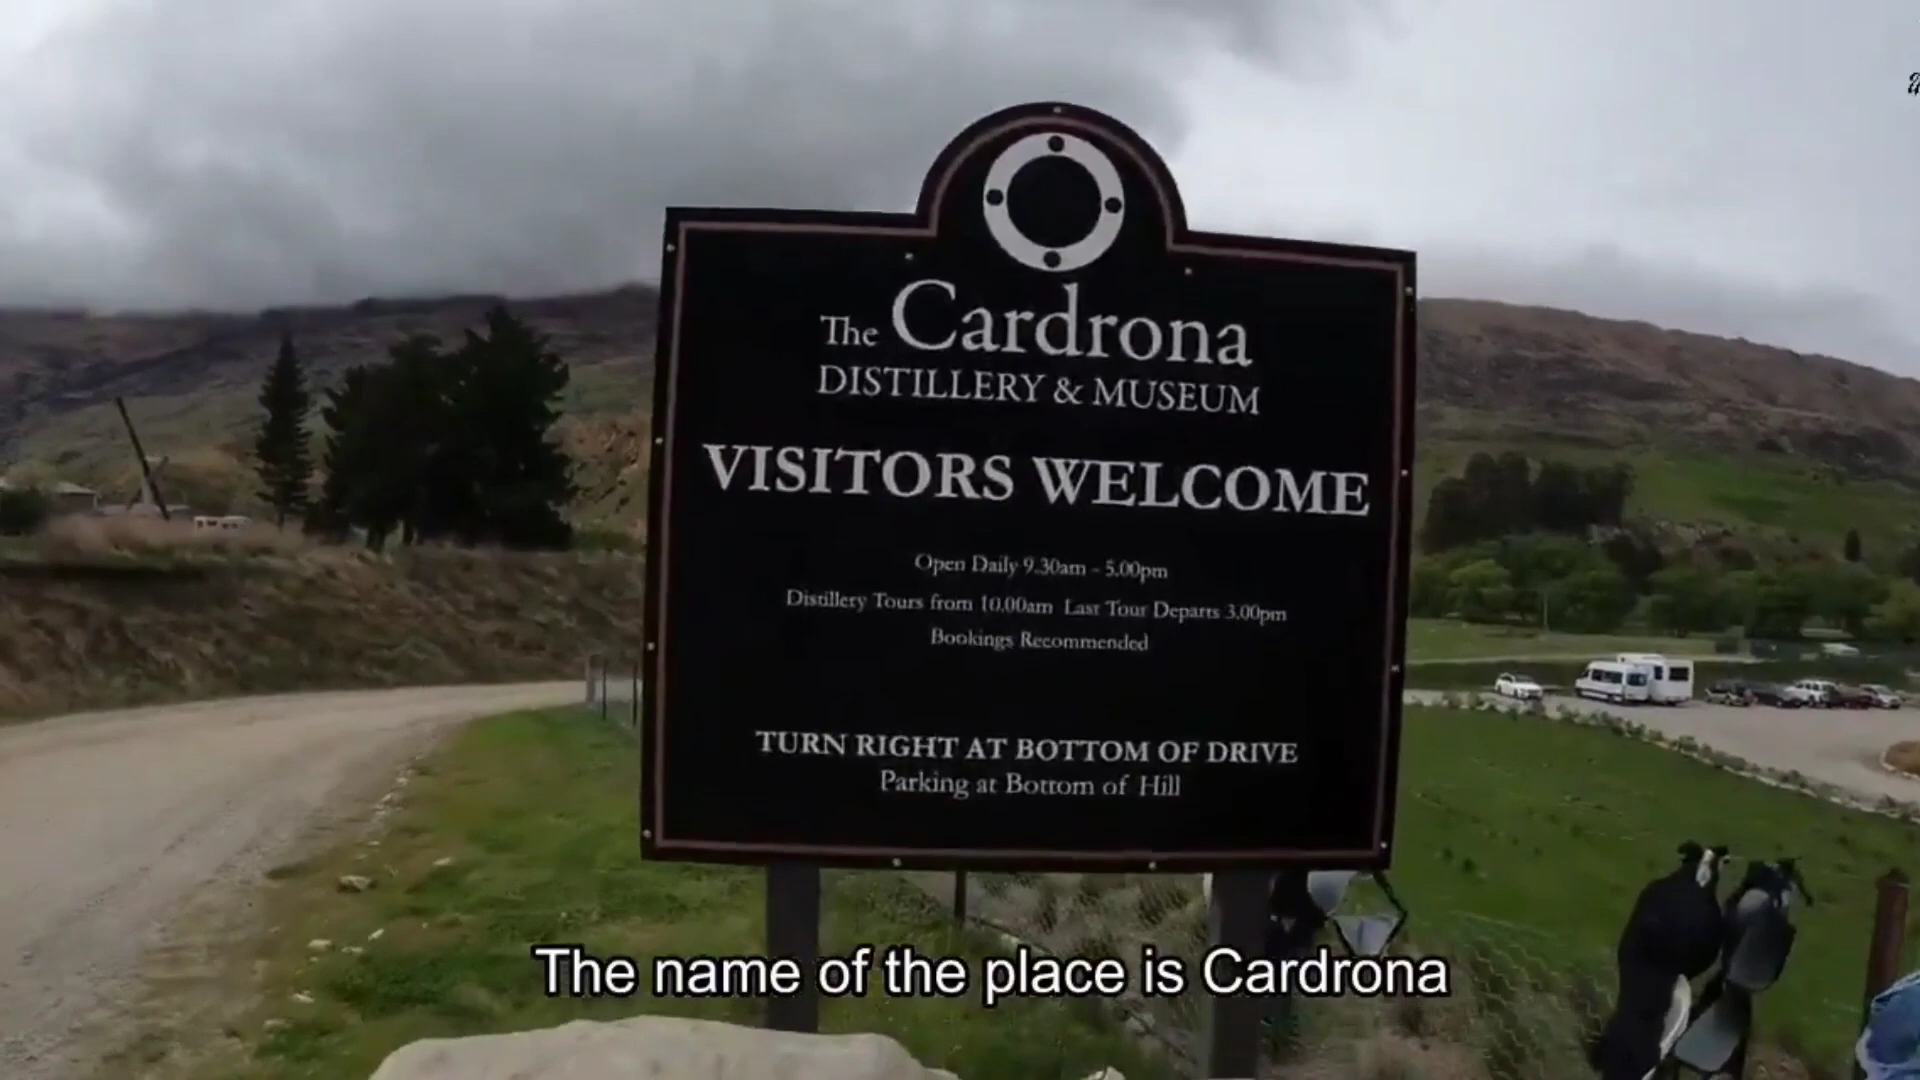 The Cardrona
DISTILLERY & MUSEUM
VISITORS WELCOME
Open Daily 9.30am - 5.00pm
Distillery Tours from 10.00am Last Tour Departs 3.00pm
Bookings Recommended
TURN RIGHT AT BOTTOM OF DRIVE
Parking at Bottom of Hill
The name of the place is Cardrona